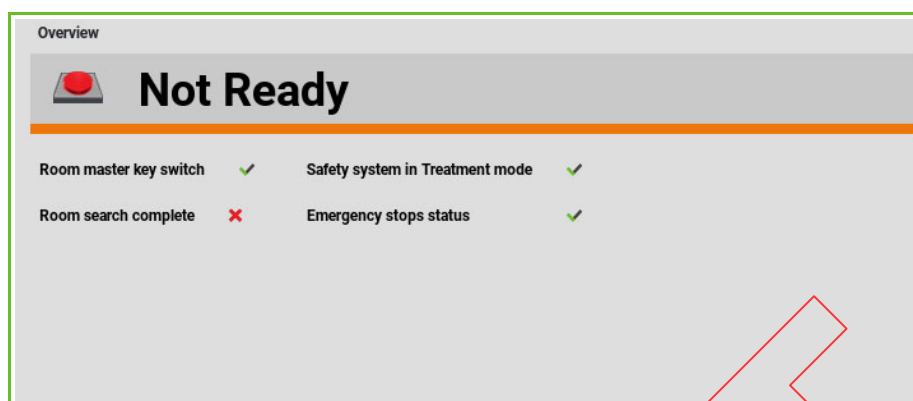 Overview
Not Ready
Room master key switch Safety system in Treatment mode
Room search complete Emergency stops status